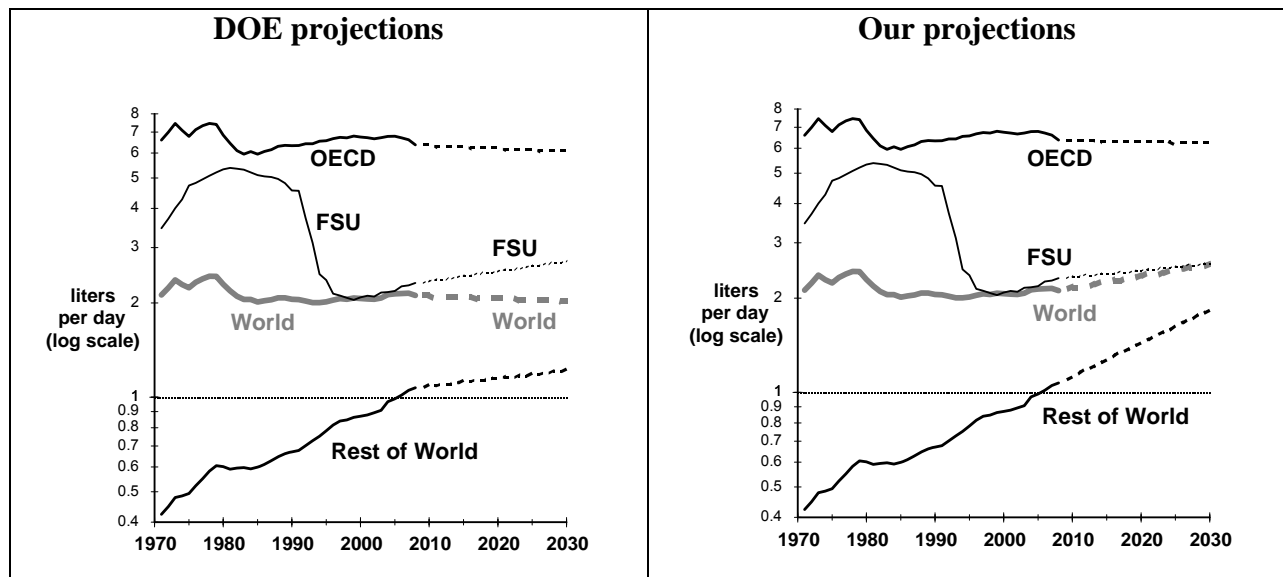 DOE projections
8
7
6
5
4
3
2
1
0.9
0.8
0.7
0.6
0.5
0.4
liters
per day
(log scale)
OECD
FSU
FSU
World
World
Rest of World
1970 1980 1990 2000 2010 2020 2030
Our projections
8
7
6
5
4
3
2
1
0.9
0.8
0.7
0.6
0.5
0.4
liters
per day
(log scale)
OECD
FSU
World
Rest of World
1970 1980 1990 2000 2010 2020 2030